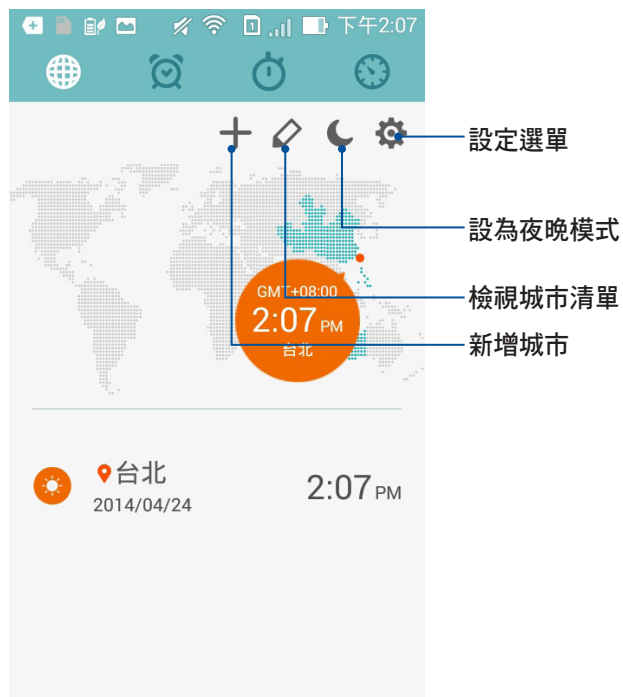 下午2:07
設定選單
設為夜晚模式
GMT+08:00
檢視城市清單
2:07 PM
新增城市
台北
台北
2:07 PM
2014/04/24